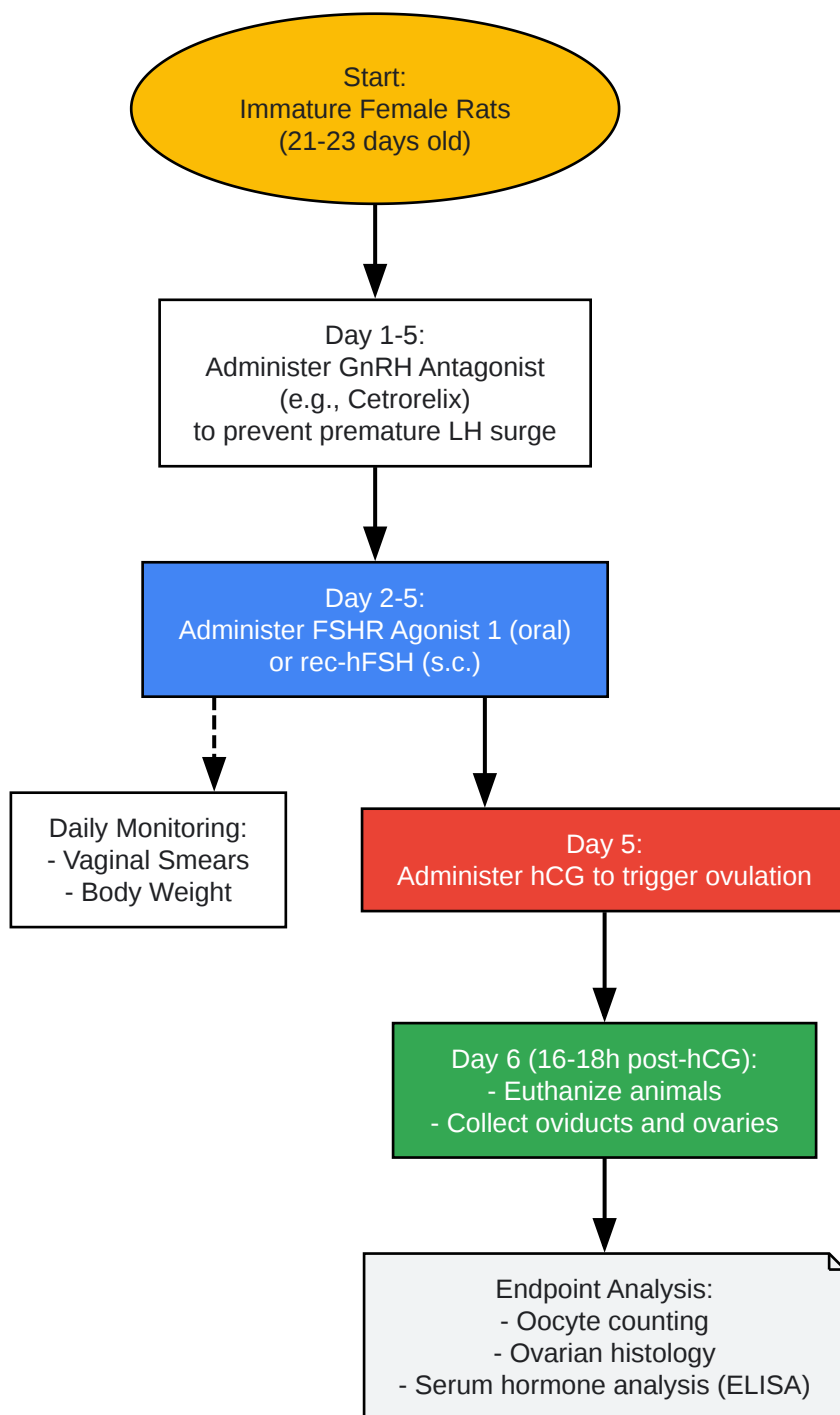 Start:
Immature Female Rats
(21-23 days old)
Day 1-5:
Administer GnRH Antagonist
(e.g., Cetrorelix)
to prevent premature LH surge
Day 2-5:
Administer FSHR Agonist 1 (oral)
or rec-hFSH (s.c.)
Daily Monitoring:
- Vaginal Smears
- Body Weight
Day 5:
Administer hCG to trigger ovulation
Day 6 (16-18h post-hCG):
- Euthanize animals
- Collect oviducts and ovaries
Endpoint Analysis:
- Oocyte counting
- Ovarian histology
- Serum hormone analysis (ELISA)